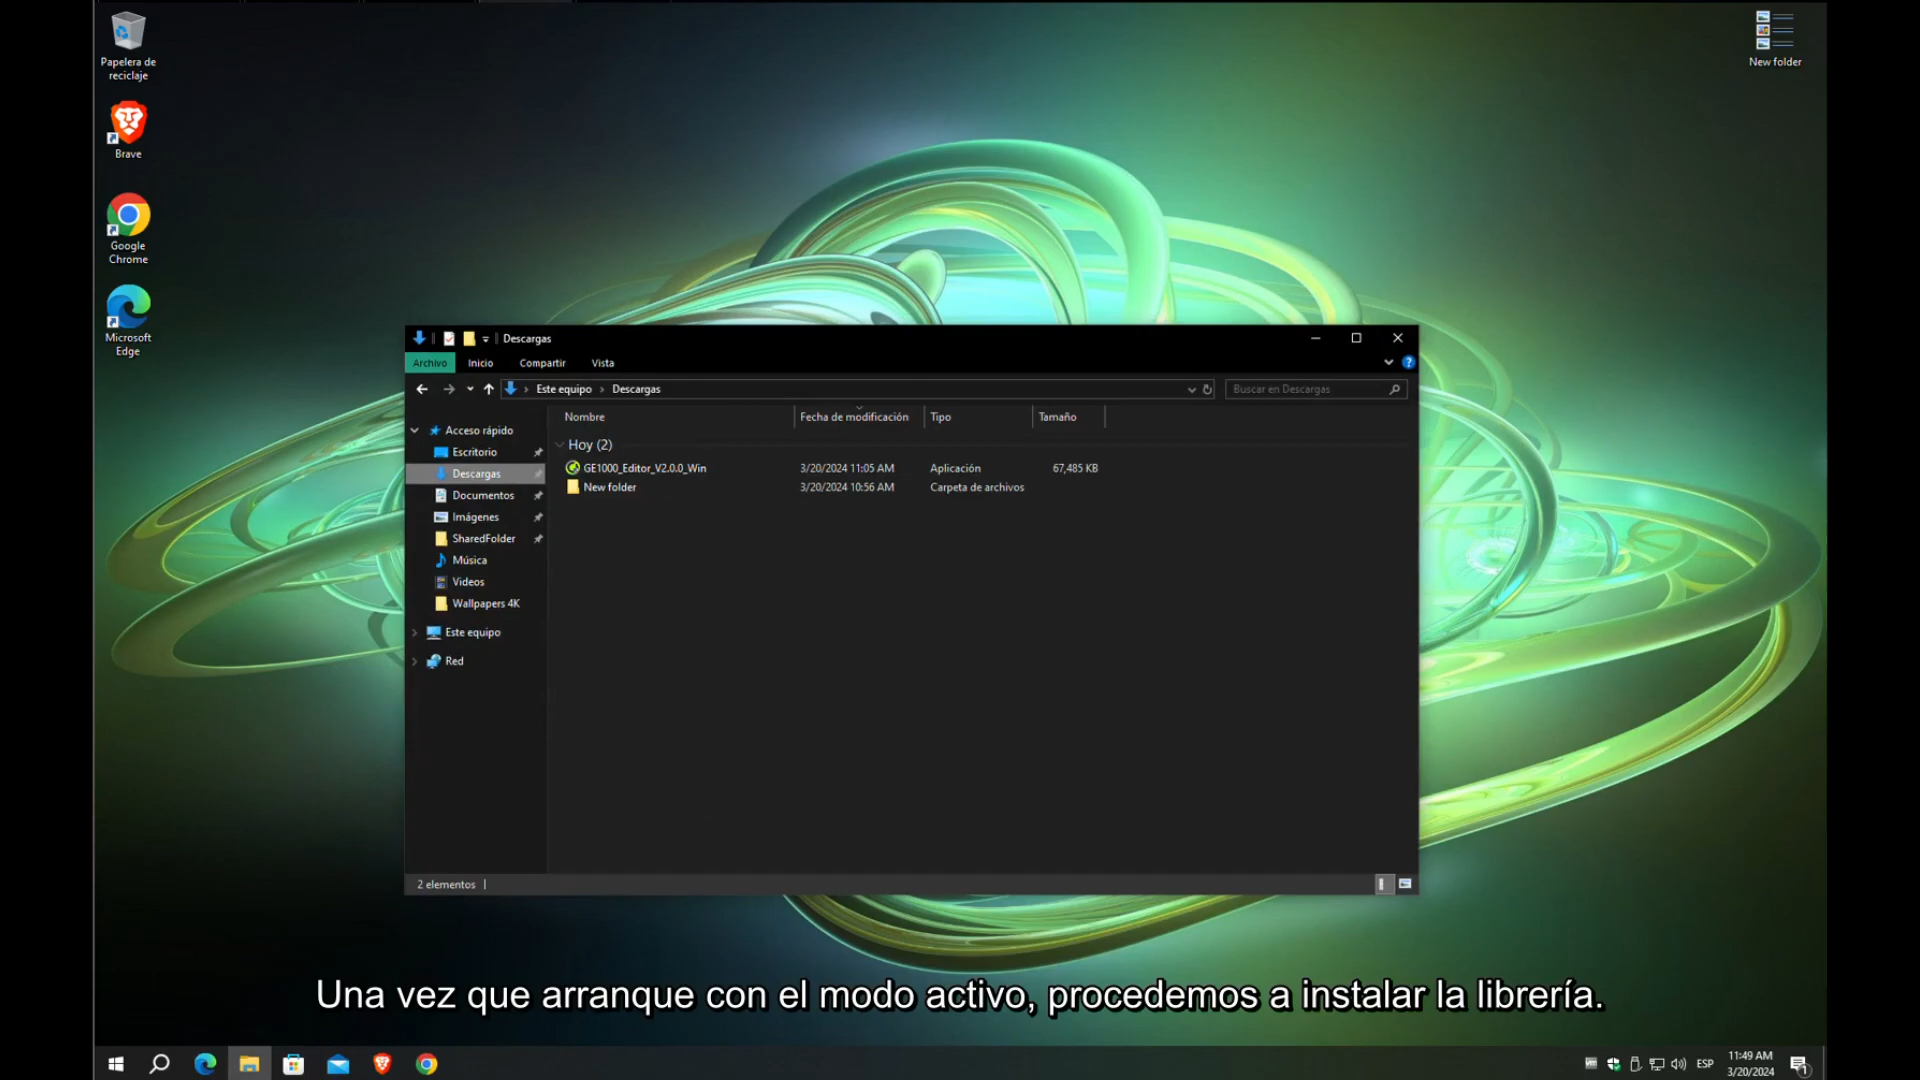 Papelera de
reciclaje
Brave
Google
Chrome
Microsoft
Edge
New folder
Descargas
Archivo Inicio Compartir Vista
Este equipo > Descargas
Buscar en Descargas
Nombre Fecha de modificación Tipo Tamaño
Hoy (2)
GE1000_Editor_V2.0.0_Win 3/20/2024 11:05 AM Aplicación 67,485 KB
New folder 3/20/2024 10:56 AM Carpeta de archivos
Acceso rápido
Escritorio
Descargas
Documentos
Imágenes
SharedFolder
Música
Videos
Wallpapers 4K
Este equipo
Red
2 elementos
Una vez que arranque con el modo activo, procedemos a instalar la librería.
ESP
11:49 AM
3/20/2024
1